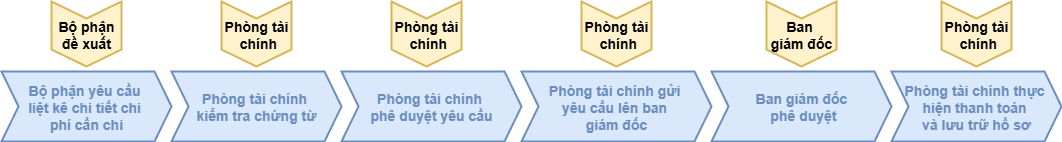 Bộ phận
đề xuất
Phòng tài
chính
Phòng tài
chính
Phòng tài
chính
Ban
giám đốc
Phòng tài
chính
Bộ phận yêu cầu
liệt kê chi tiết chi
phí cần chi
Phòng tài chính
kiểm tra chứng từ
Phòng tài chính
phê duyệt yêu cầu
Phòng tài chính gửi
yêu cầu lên ban
giám đốc
Ban giám đốc
phê duyệt
Phòng tài chính thực
hiện thanh toán
và lưu trữ hồ sơ